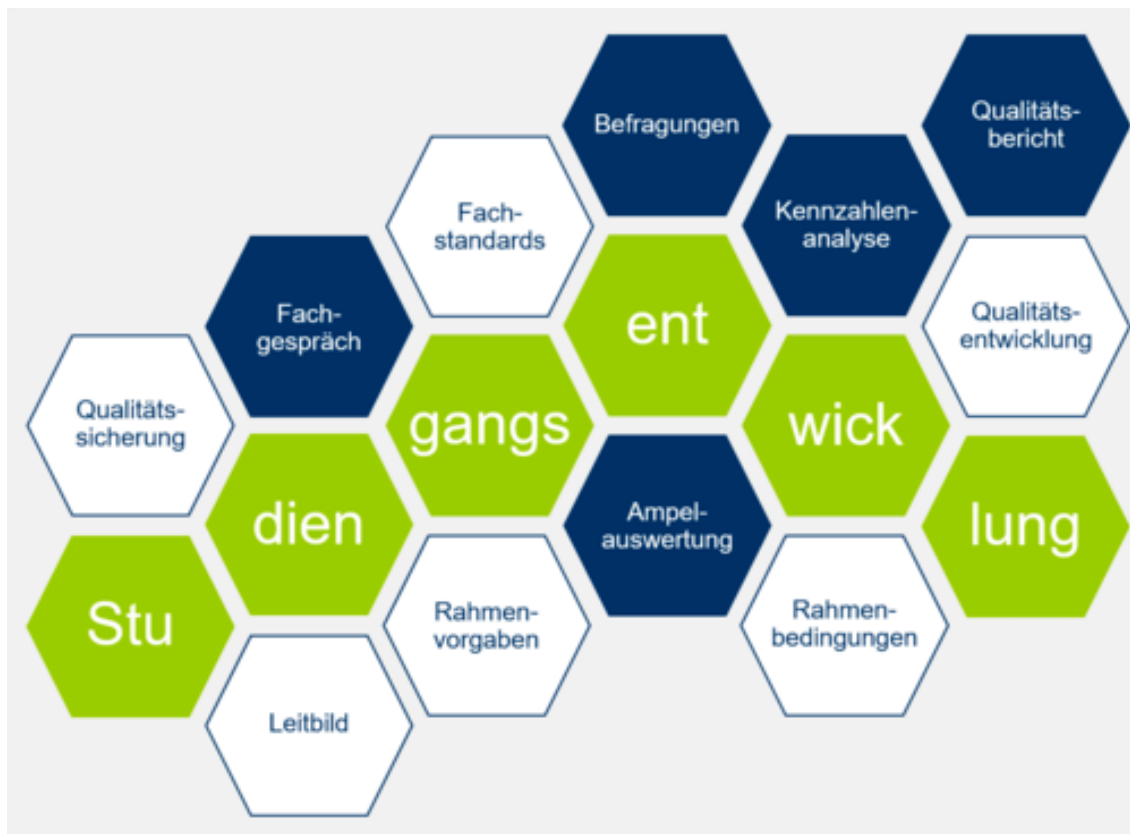 Befragungen
Qualitäts-
bericht
Fach-
standards
Kennzahlen-
analyse
Fach-
gespräch
ent
Qualitäts-
entwicklung
Qualitäts-
sicherung
gangs
wick
dien
Ampel-
auswertung
lung
Stu
Rahmen-
vorgaben
Rahmen-
bedingungen
Leitbild